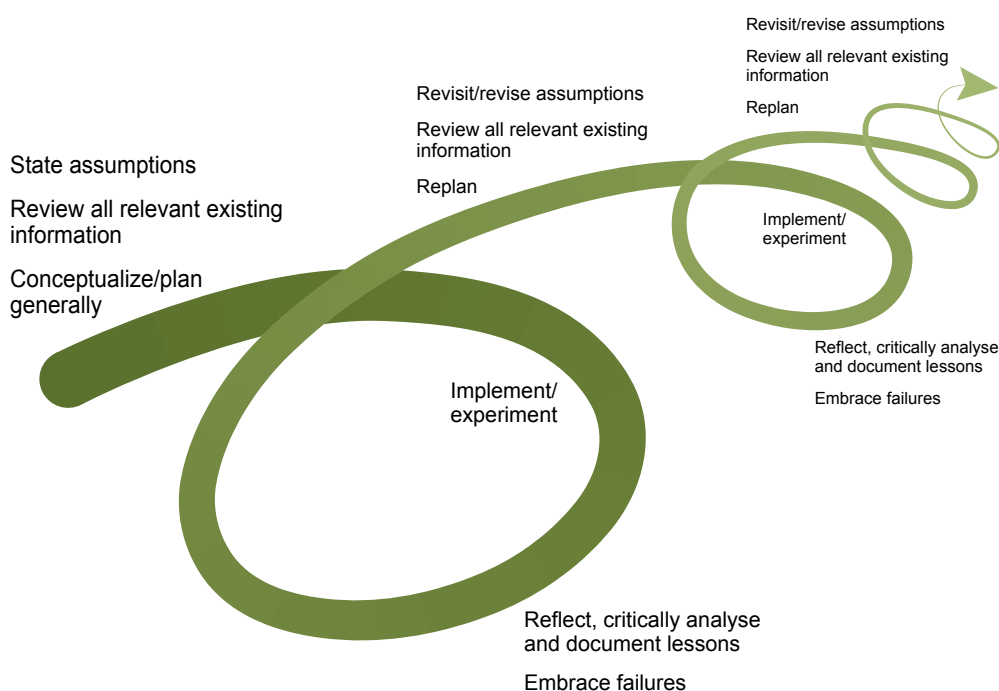 State assumptions
Review all relevant existing
information
Conceptualize/plan
generally
Implement/
experiment
Reflect, critically analyse
and document lessons
Embrace failures
Revisit/revise assumptions
Review all relevant existing
information
Replan
Implement/
experiment
Reflect, critically analyse
and document lessons
Embrace failures
Revisit/revise assumptions
Review all relevant existing
information
Replan